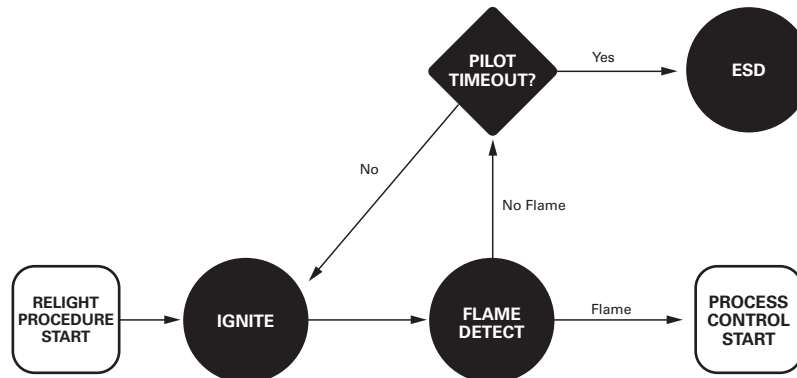 PILOT
TIMEOUT?
Yes
ESD
No
No Flame
RELIGHT
PROCEDURE
START
IGNITE
FLAME
DETECT
Flame
PROCESS
CONTROL
START